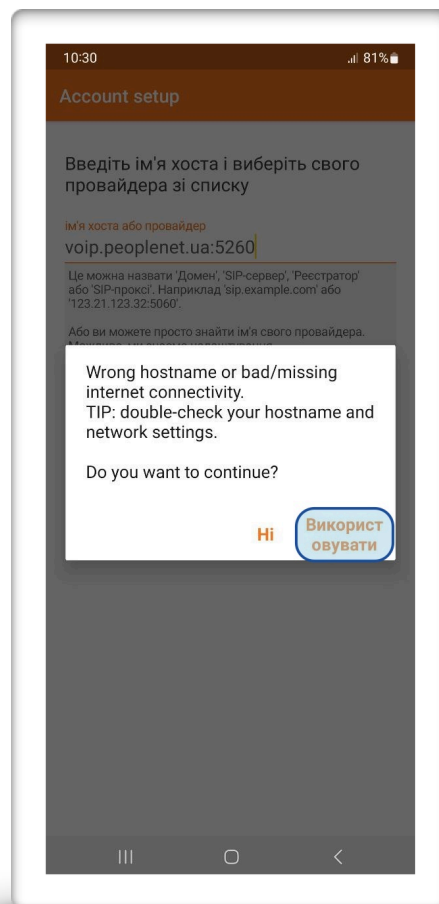 10:30
81%
Account setup
Введіть ім'я хоста і виберіть свого
провайдера зі списку
ім'я хоста або провайдер
voip.peoplenet.ua:5260
Це можна назвати 'Домен', 'SIP-сервер', 'Реєстратор'
або 'SIP-проксі'. Наприклад 'sip.example.com' або
'123.21.123.32:5060'.
Або ви можете просто знайти ім'я свого провайдера.
Wrong hostname or bad/missing
internet connectivity.
TIP: double-check your hostname and
network settings.
Do you want to continue?
Ні
Використ
овувати